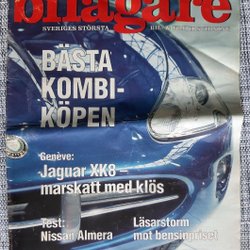 bilägare
SVERIGES STÖRSTA
BÄSTA
KOMBI-
KÖPEN
Genève:
Jaguar XK8 –
marskatt med klös
Test:
Nissan Almera
Läsarstorm
mot bensinpriset